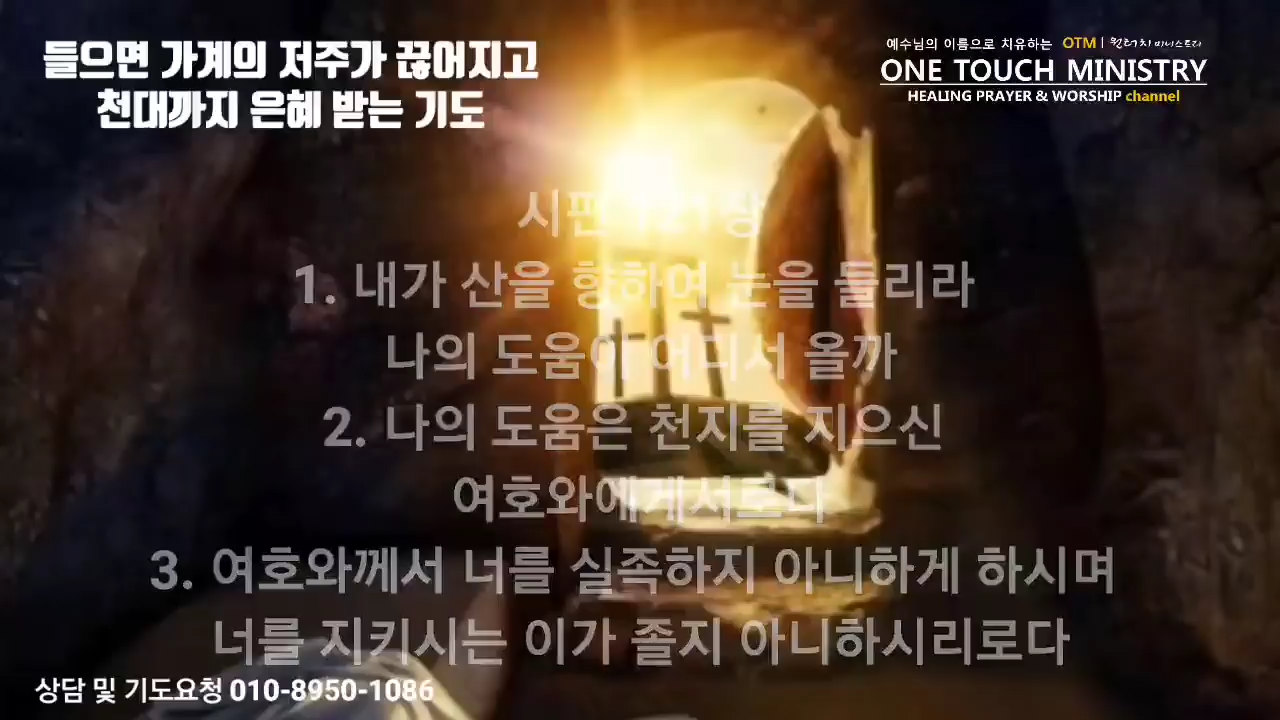 들으면 가계의 저주가 끊어지고
천대까지 은혜 받는 기도
예수님의 이름으로 치유하는 OTM | 원터치 미니스트리
ONE TOUCH MINISTRY
HEALING PRAYER & WORSHIP channel
시편 121장
1. 내가 산을 향하여 눈을 들리라
나의 도움이 어디서 올까
2. 나의 도움은 천지를 지으신
여호와에게서로다
3. 여호와께서 너를 실족하지 아니하게 하시며
너를 지키시는 이가 졸지 아니하시리로다
상담 및 기도요청 010-8950-1086